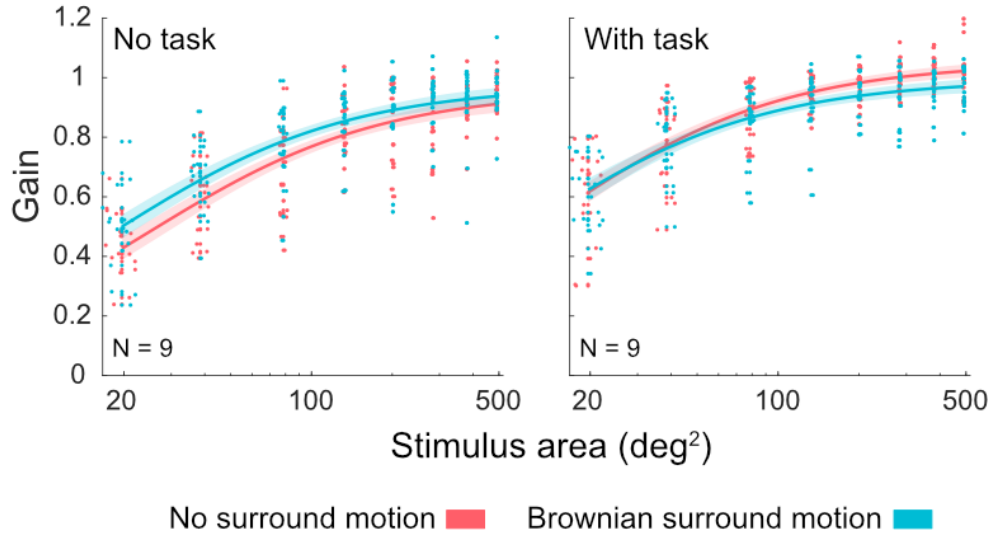 No task
With task
1.2
1
0.8
0.6
0.4
0.2
0
Gain
N = 9
N = 9
20 100 500
20 100 500
Stimulus area (deg²)
No surround motion
Brownian surround motion